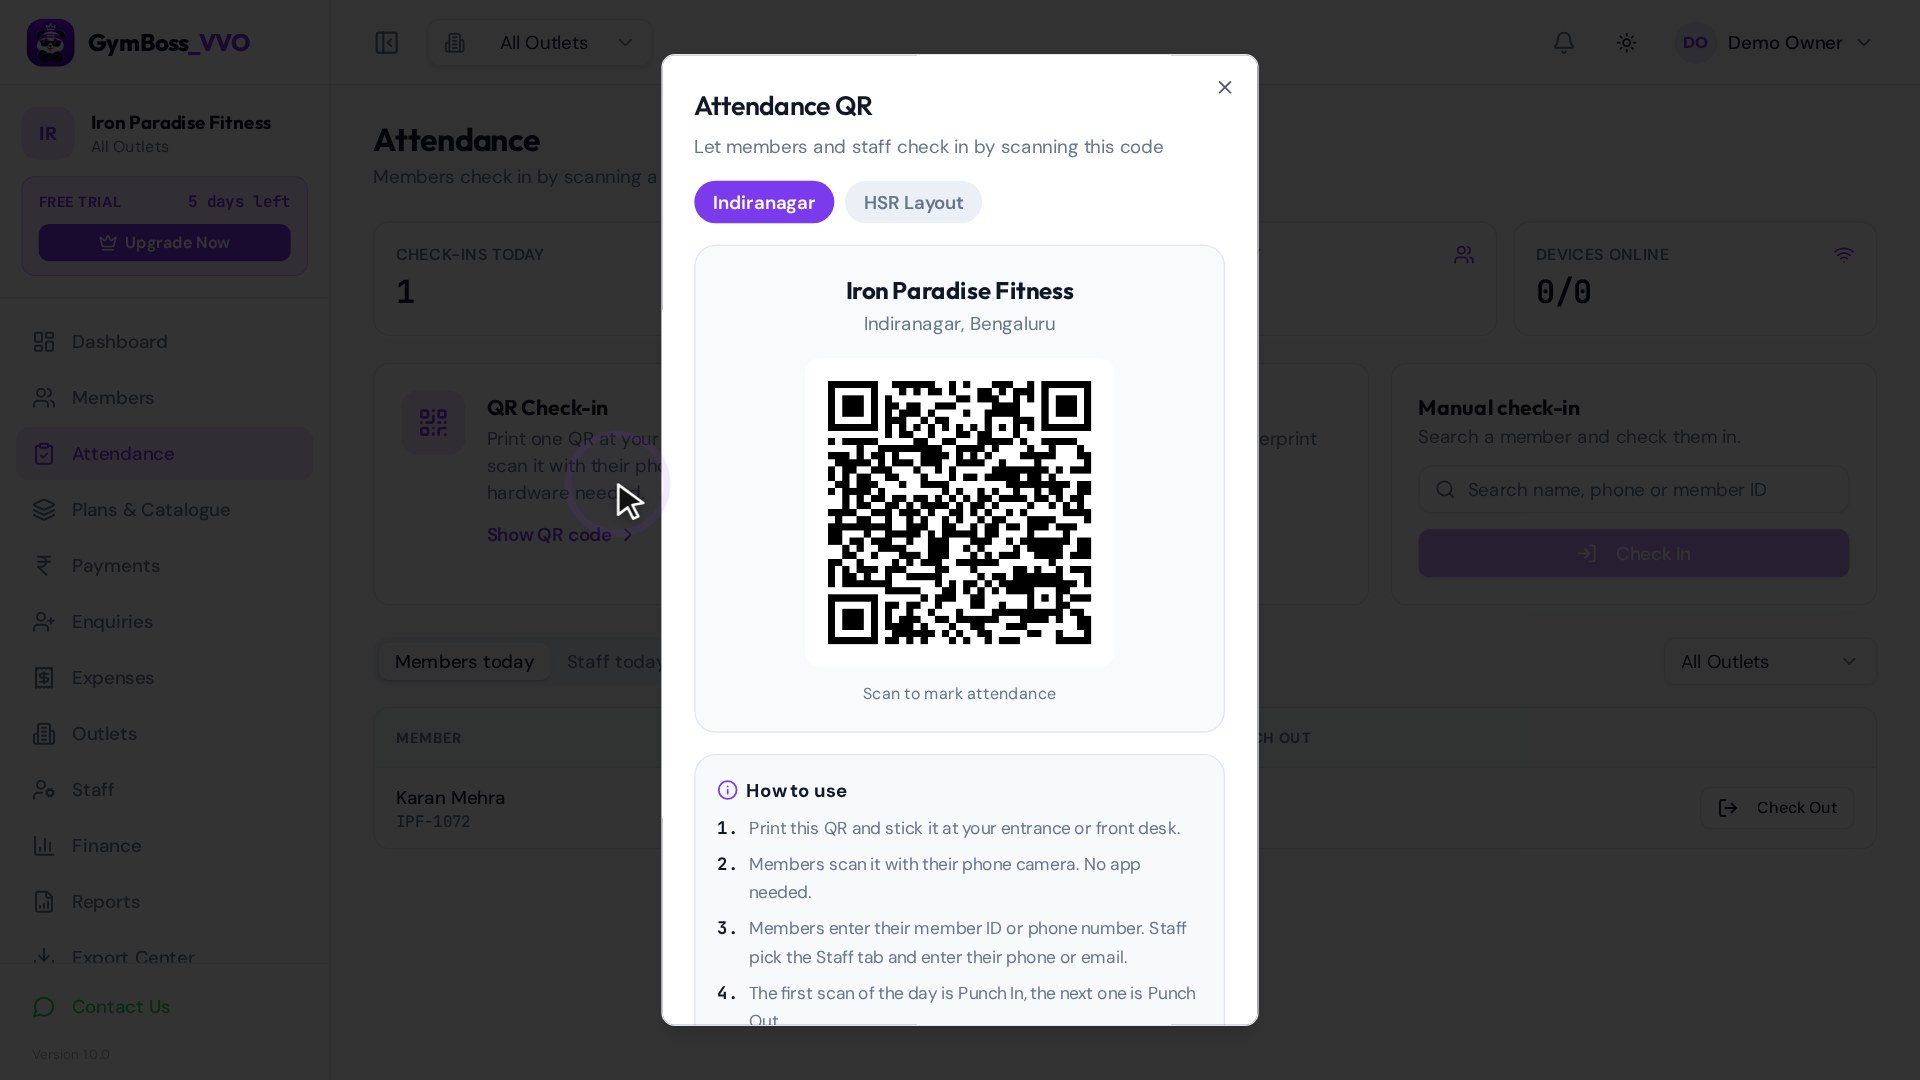 GymBoss_VVO
All Outlets
DO
Demo Owner
IR
Iron Paradise Fitness
All Outlets
FREE TRIAL
5 days left
Upgrade Now
Dashboard
Members
Attendance
Plans & Catalogue
Payments
Enquiries
Expenses
Outlets
Staff
Finance
Reports
Export Center
Contact Us
Version 1.0.0
Attendance
Members check in by scanning a
CHECK-INS TODAY
1
DEVICES ONLINE
0/0
QR Check-in
Print one QR at your
scan it with their pho
hardware needed.
Show QR code
erprint
Manual check-in
Search a member and check them in.
Search name, phone or member ID
Check In
Members today
Staff today
All Outlets
MEMBER
CH OUT
Karan Mehra
IPF-1072
Check Out
Attendance QR
Let members and staff check in by scanning this code
Indiranagar
HSR Layout
Iron Paradise Fitness
Indiranagar, Bengaluru
Scan to mark attendance
How to use
1. Print this QR and stick it at your entrance or front desk.
2. Members scan it with their phone camera. No app
needed.
3. Members enter their member ID or phone number. Staff
pick the Staff tab and enter their phone or email.
4. The first scan of the day is Punch In, the next one is Punch
Out